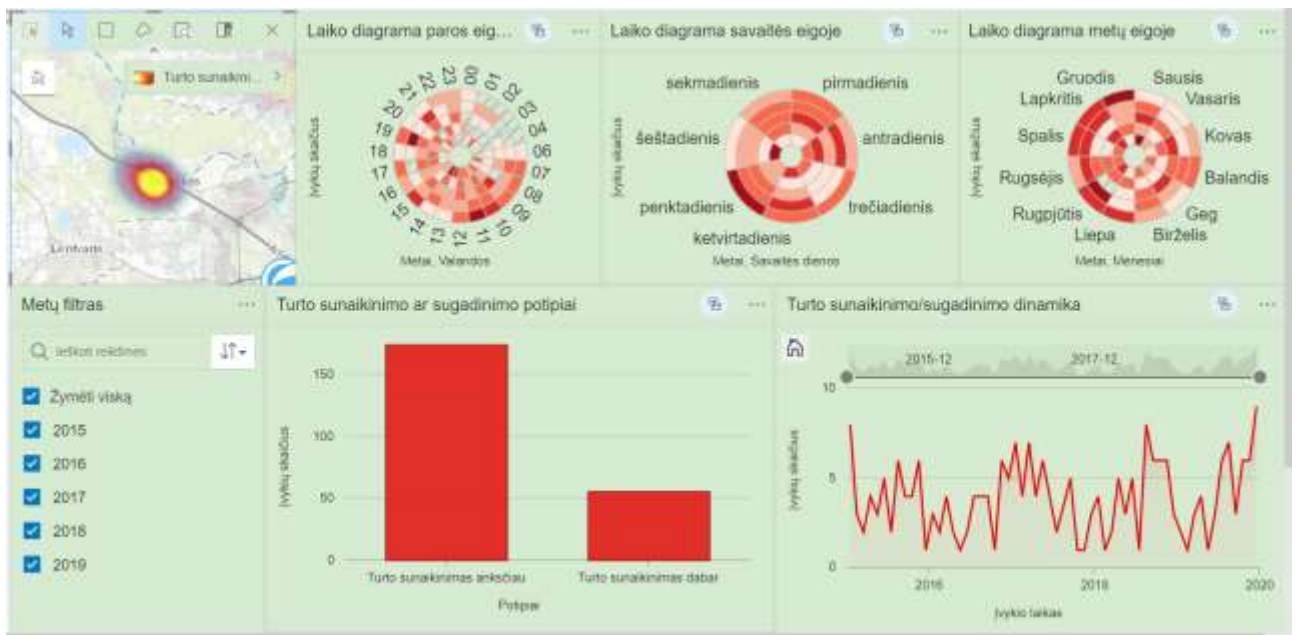 Turto sunaikini...
Lentvaris
Laiko diagrama paros eig...
00
01
02
03
04
06
07
08
09
10
11
12
13
14
15
16
17
18
19
20
21
22
23
Įvykių skaičius
Metai, Valandos
Laiko diagrama savaitės eigoje
sekmadienis
pirmadienis
šeštadienis
antradienis
penktadienis
trečiadienis
ketvirtadienis
Įvykių skaičius
Metai, Savaitės dienos
Laiko diagrama metų eigoje
Gruodis
Sausis
Lapkritis
Vasaris
Spalis
Kovas
Rugsėjis
Balandis
Rugpjūtis
Geg
Liepa
Birželis
Įvykių skaičius
Metai, Mėnesiai
Metų filtras
Ieškoti reikšmės
Žymėti viską
2015
2016
2017
2018
2019
Turto sunaikinimo ar sugadinimo potipiai
150
100
50
0
Įvykių skaičius
Turto sunaikinimas anksčiau
Turto sunaikinimas dabar
Potipiai
Turto sunaikinimo/sugadinimo dinamika
2015-12
2017-12
10
5
0
Įvykių skaičius
2016
2018
2020
Įvykio laikas